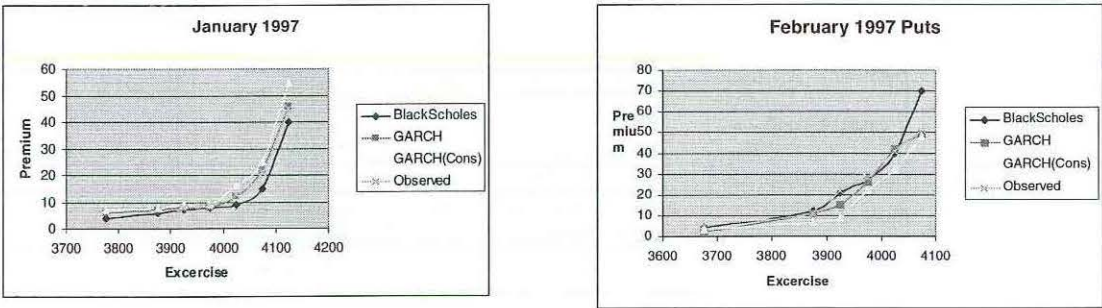 January 1997
60
50
40
30
20
10
0
Premium
3700 3800 3900 4000 4100 4200
Excercise
BlackScholes
GARCH
GARCH(Cons)
Observed
February 1997 Puts
80
70
60
50
40
30
20
10
0
Pre
miu
m
3600 3700 3800 3900 4000 4100
Excercise
BlackScholes
GARCH
GARCH(Cons)
Observed